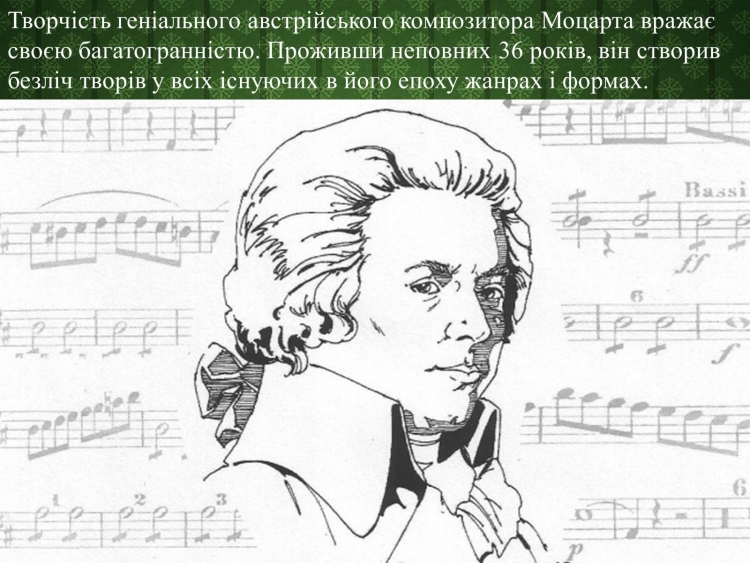 Творчість геніального австрійського композитора Моцарта вражає
своєю багатогранністю. Проживши неповних 36 років, він створив
безліч творів у всіх існуючих в його епоху жанрах і формах.
Bassi
ff
6
f
1 2 3
6
p